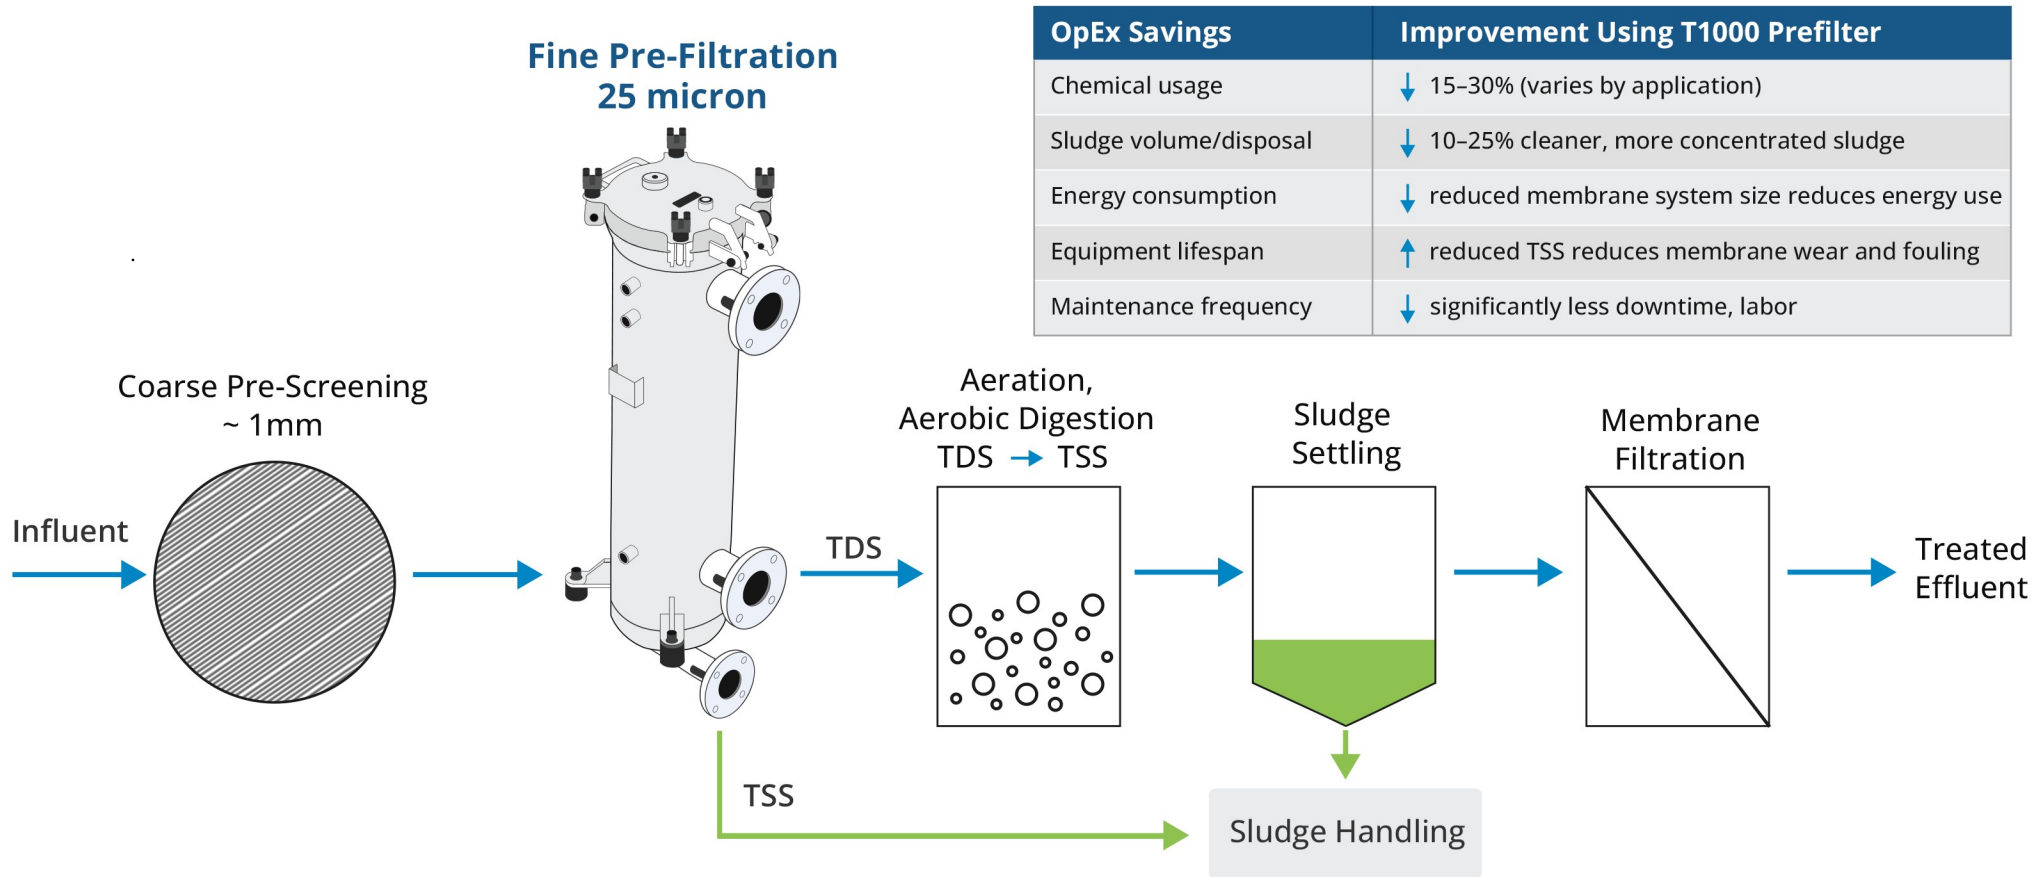 Fine Pre-Filtration
25 micron
OpEx Savings
Improvement Using T1000 Prefilter
Chemical usage
15–30% (varies by application)
Sludge volume/disposal
10–25% cleaner, more concentrated sludge
Energy consumption
reduced membrane system size reduces energy use
Equipment lifespan
reduced TSS reduces membrane wear and fouling
Maintenance frequency
significantly less downtime, labor
Influent
Coarse Pre-Screening
~ 1mm
TDS
TSS
Aeration,
Aerobic Digestion
TDS → TSS
Sludge
Settling
Sludge Handling
Membrane
Filtration
Treated
Effluent